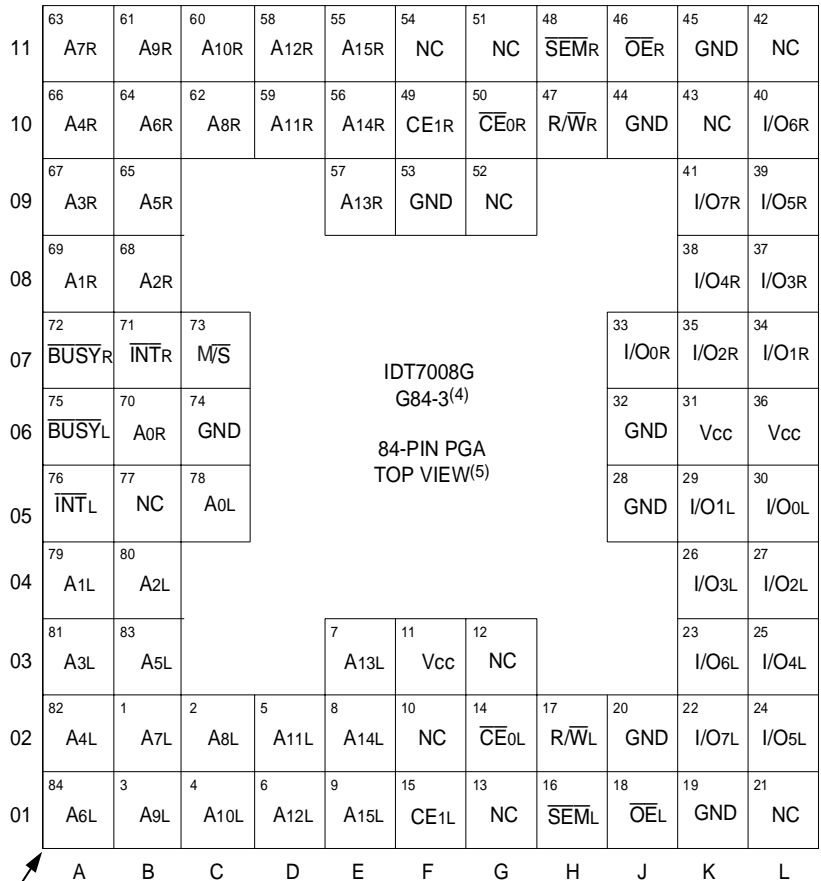 63 61 60 58 55 54 51 48 46 45 42
11 A7R A9R A10R A12R A15R NC NC SEMR OER GND NC
66 64 62 59 56 49 50 47 44 43 40
10 A4R A6R A8R A11R A14R CE1R CE0R R/WR GND NC I/O6R
67 65 57 53 52 41 39
09 A3R A5R A13R GND NC I/O7R I/O5R
69 68 38 37
08 A1R A2R I/O4R I/O3R
72 71 73 33 35 34
07 BUSYR INTR M/S I/O0R I/O2R I/O1R
IDT7008G
G84-3(4)
75 70 74 32 31 36
06 BUSYL A0R GND GND Vcc Vcc
84-PIN PGA
TOP VIEW(5)
76 77 78 28 29 30
05 INTL NC A0L GND I/O1L I/O0L
79 80 26 27
04 A1L A2L I/O3L I/O2L
81 83 7 11 12 23 25
03 A3L A5L A13L Vcc NC I/O6L I/O4L
82 1 2 5 8 10 14 17 20 22 24
02 A4L A7L A8L A11L A14L NC CE0L R/WL GND I/O7L I/O5L
84 3 4 6 9 15 13 16 18 19 21
01 A6L A9L A10L A12L A15L CE1L NC SEML OEL GND NC
A B C D E F G H J K L